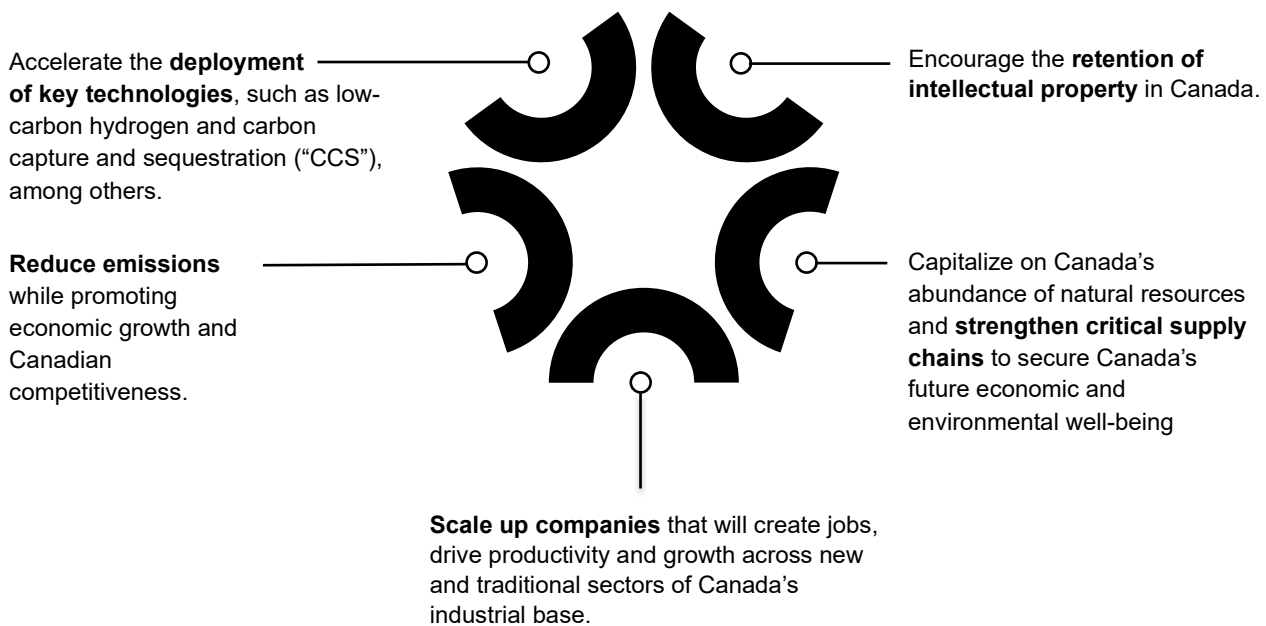 Accelerate the deployment
of key technologies, such as low-
carbon hydrogen and carbon
capture and sequestration (“CCS”),
among others.
Encourage the retention of
intellectual property in Canada.
Reduce emissions
while promoting
economic growth and
Canadian
competitiveness.
Capitalize on Canada’s
abundance of natural resources
and strengthen critical supply
chains to secure Canada’s
future economic and
environmental well-being
Scale up companies that will create jobs,
drive productivity and growth across new
and traditional sectors of Canada’s
industrial base.